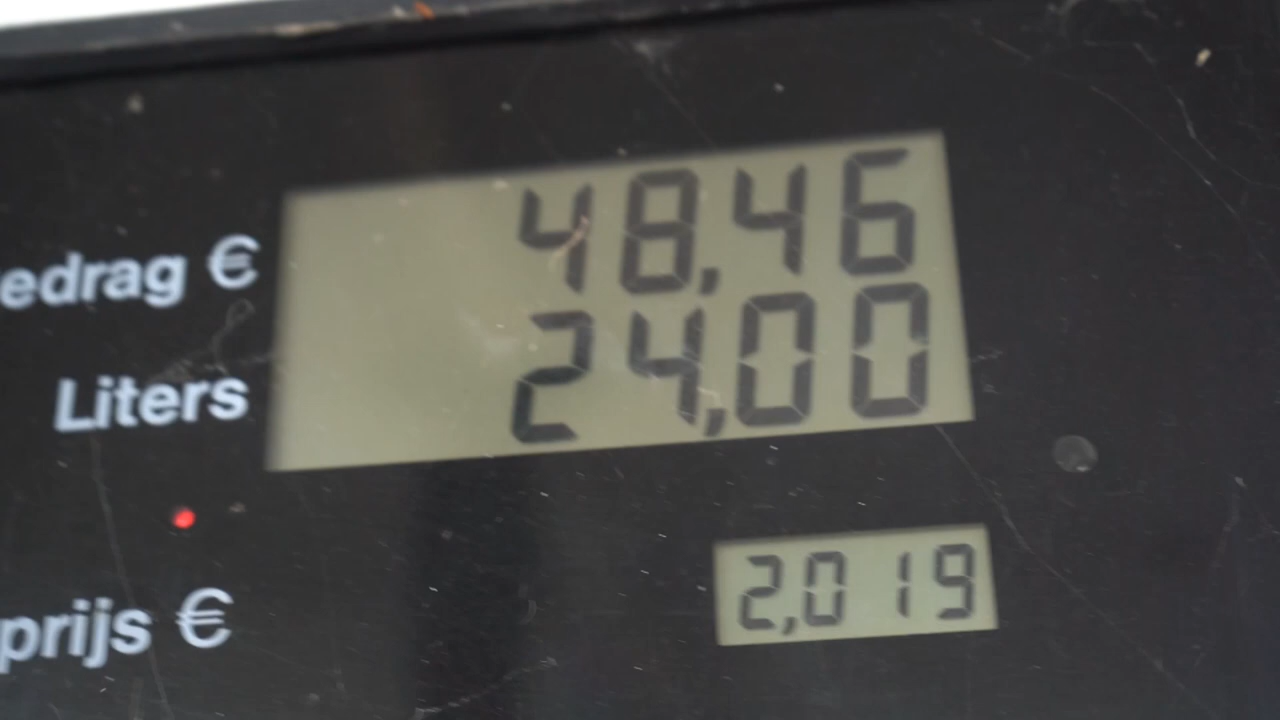 edrag € 48,46
Liters 24,00
prijs € 2,019